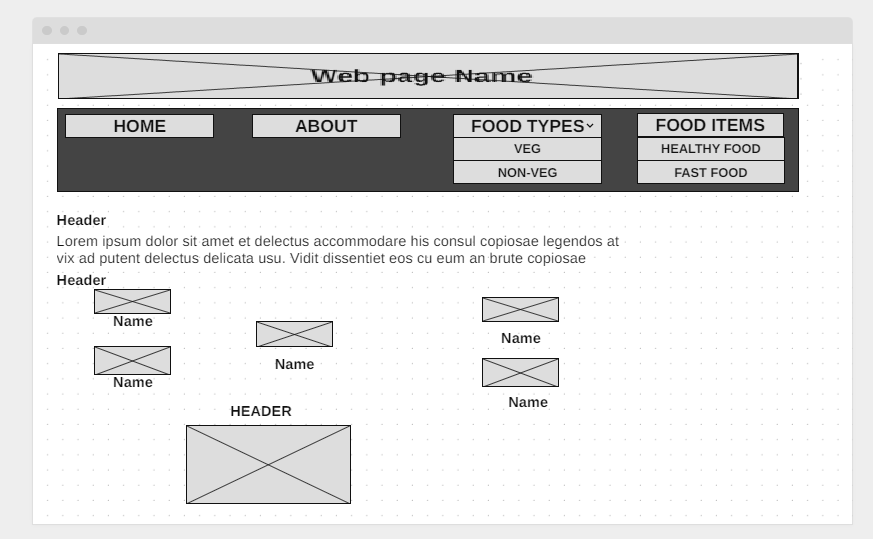 Web page Name
HOME ABOUT FOOD TYPES FOOD ITEMS
VEG HEALTHY FOOD
NON-VEG FAST FOOD
Header
Lorem ipsum dolor sit amet et delectus accommodare his consul copiosae legendos at
vix ad putent delectus delicata usu. Vidit dissentiet eos cu eum an brute copiosae
Header
Name
Name
Name
Name
Name
HEADER